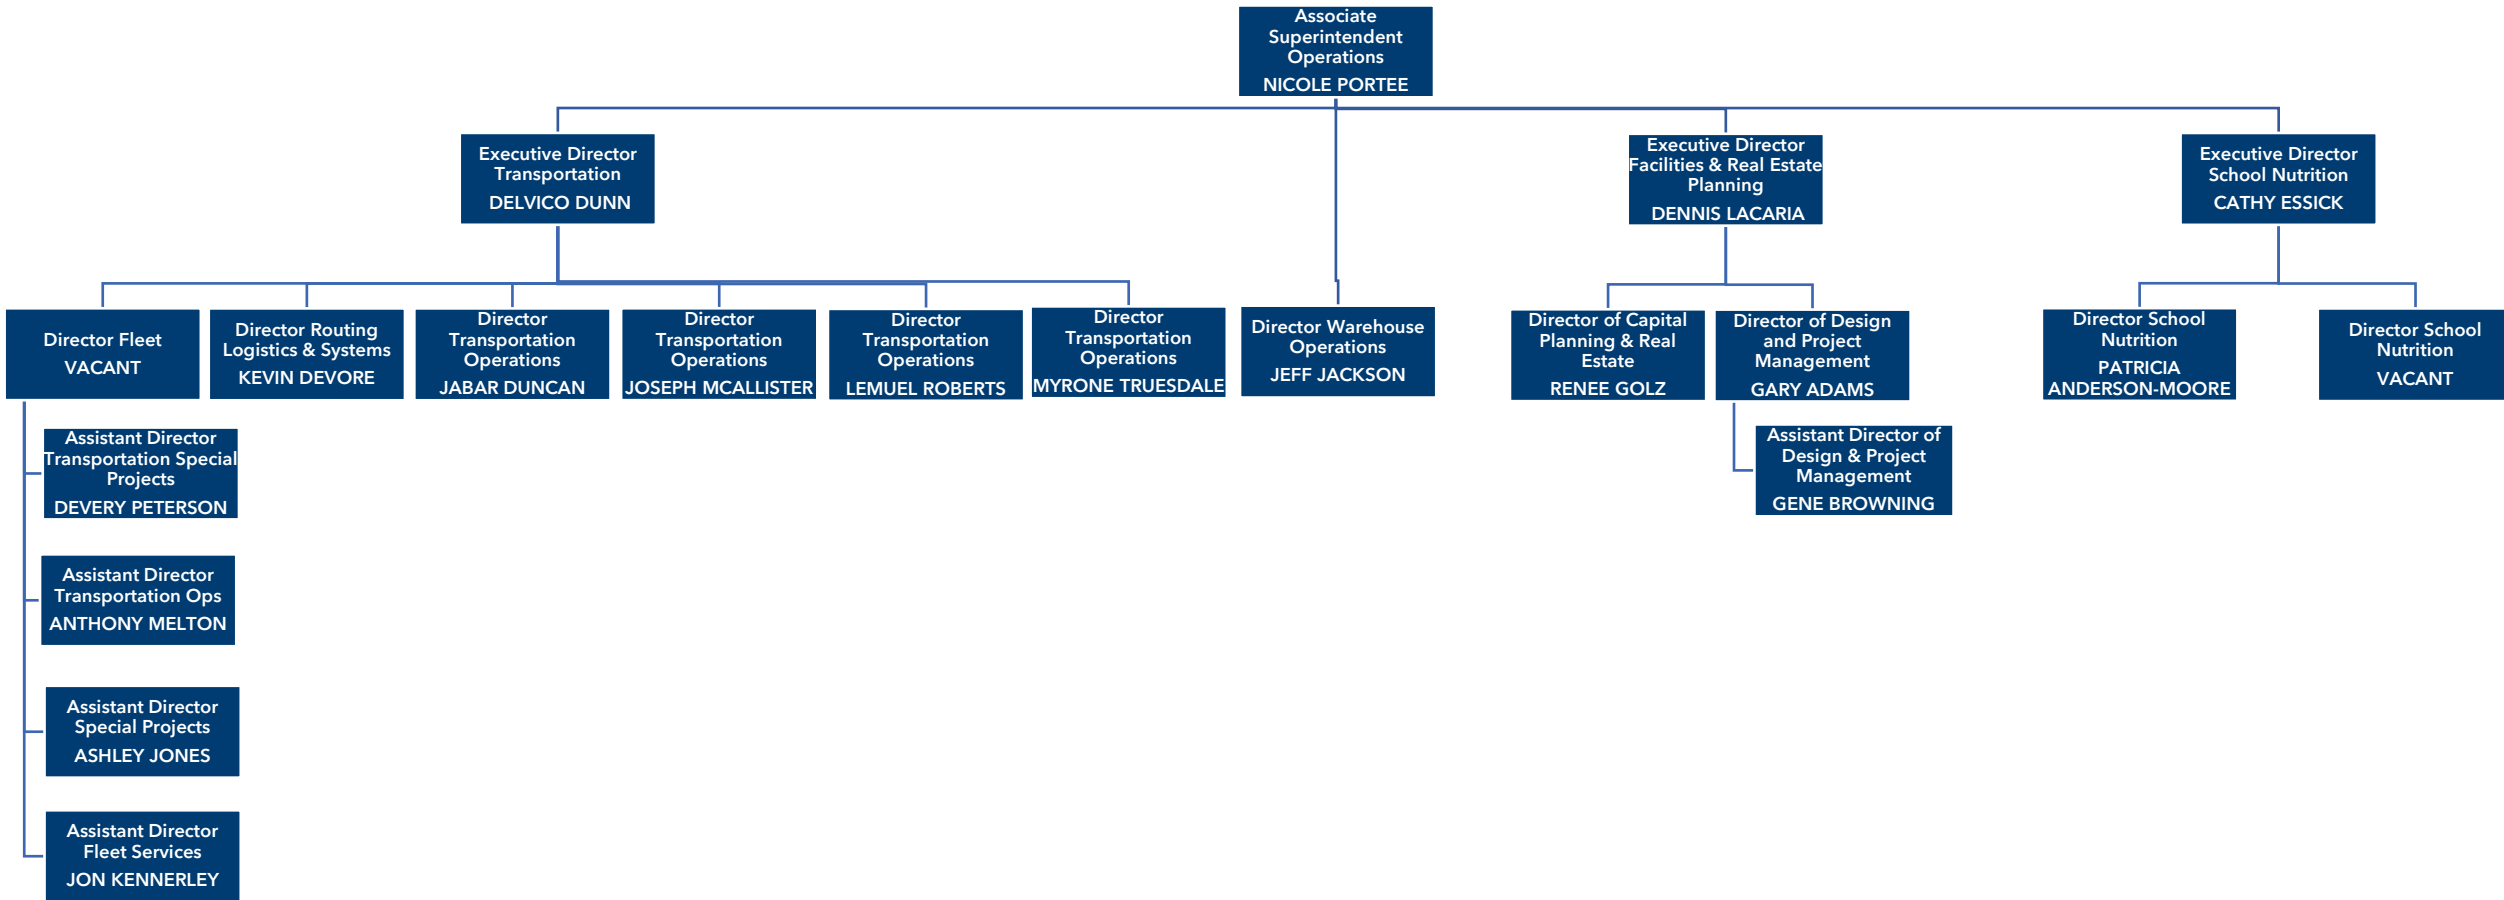 Associate
Superintendent
Operations
NICOLE PORTEE
Executive Director
Transportation
DELVICO DUNN
Executive Director
Facilities & Real Estate
Planning
DENNIS LACARIA
Executive Director
School Nutrition
CATHY ESSICK
Director Fleet
VACANT
Director Routing
Logistics & Systems
KEVIN DEVORE
Director
Transportation
Operations
JABAR DUNCAN
Director
Transportation
Operations
JOSEPH MCALLISTER
Director
Transportation
Operations
LEMUEL ROBERTS
Director
Transportation
Operations
MYRONE TRUESDALE
Director Warehouse
Operations
JEFF JACKSON
Director of Capital
Planning & Real
Estate
RENEE GOLZ
Director of Design
and Project
Management
GARY ADAMS
Director School
Nutrition
PATRICIA
ANDERSON-MOORE
Director School
Nutrition
VACANT
Assistant Director
Transportation Special
Projects
DEVERY PETERSON
Assistant Director of
Design & Project
Management
GENE BROWNING
Assistant Director
Transportation Ops
ANTHONY MELTON
Assistant Director
Special Projects
ASHLEY JONES
Assistant Director
Fleet Services
JON KENNERLEY